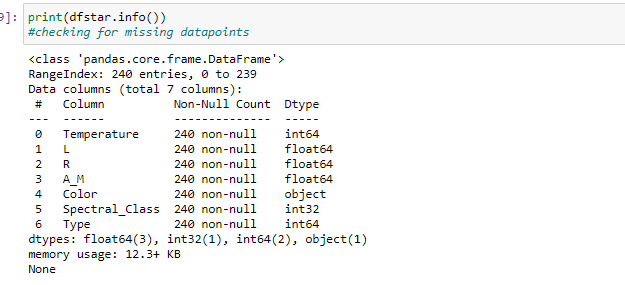 9]: print(dfstar.info())
#checking for missing datapoints
<class 'pandas.core.frame.DataFrame'>
RangeIndex: 240 entries, 0 to 239
Data columns (total 7 columns):
 #   Column          Non-Null Count  Dtype
---  ------          --------------  -----
 0   Temperature     240 non-null    int64
 1   L               240 non-null    float64
 2   R               240 non-null    float64
 3   A_M             240 non-null    float64
 4   Color           240 non-null    object
 5   Spectral_Class  240 non-null    int32
 6   Type            240 non-null    int64
dtypes: float64(3), int32(1), int64(2), object(1)
memory usage: 12.3+ KB
None